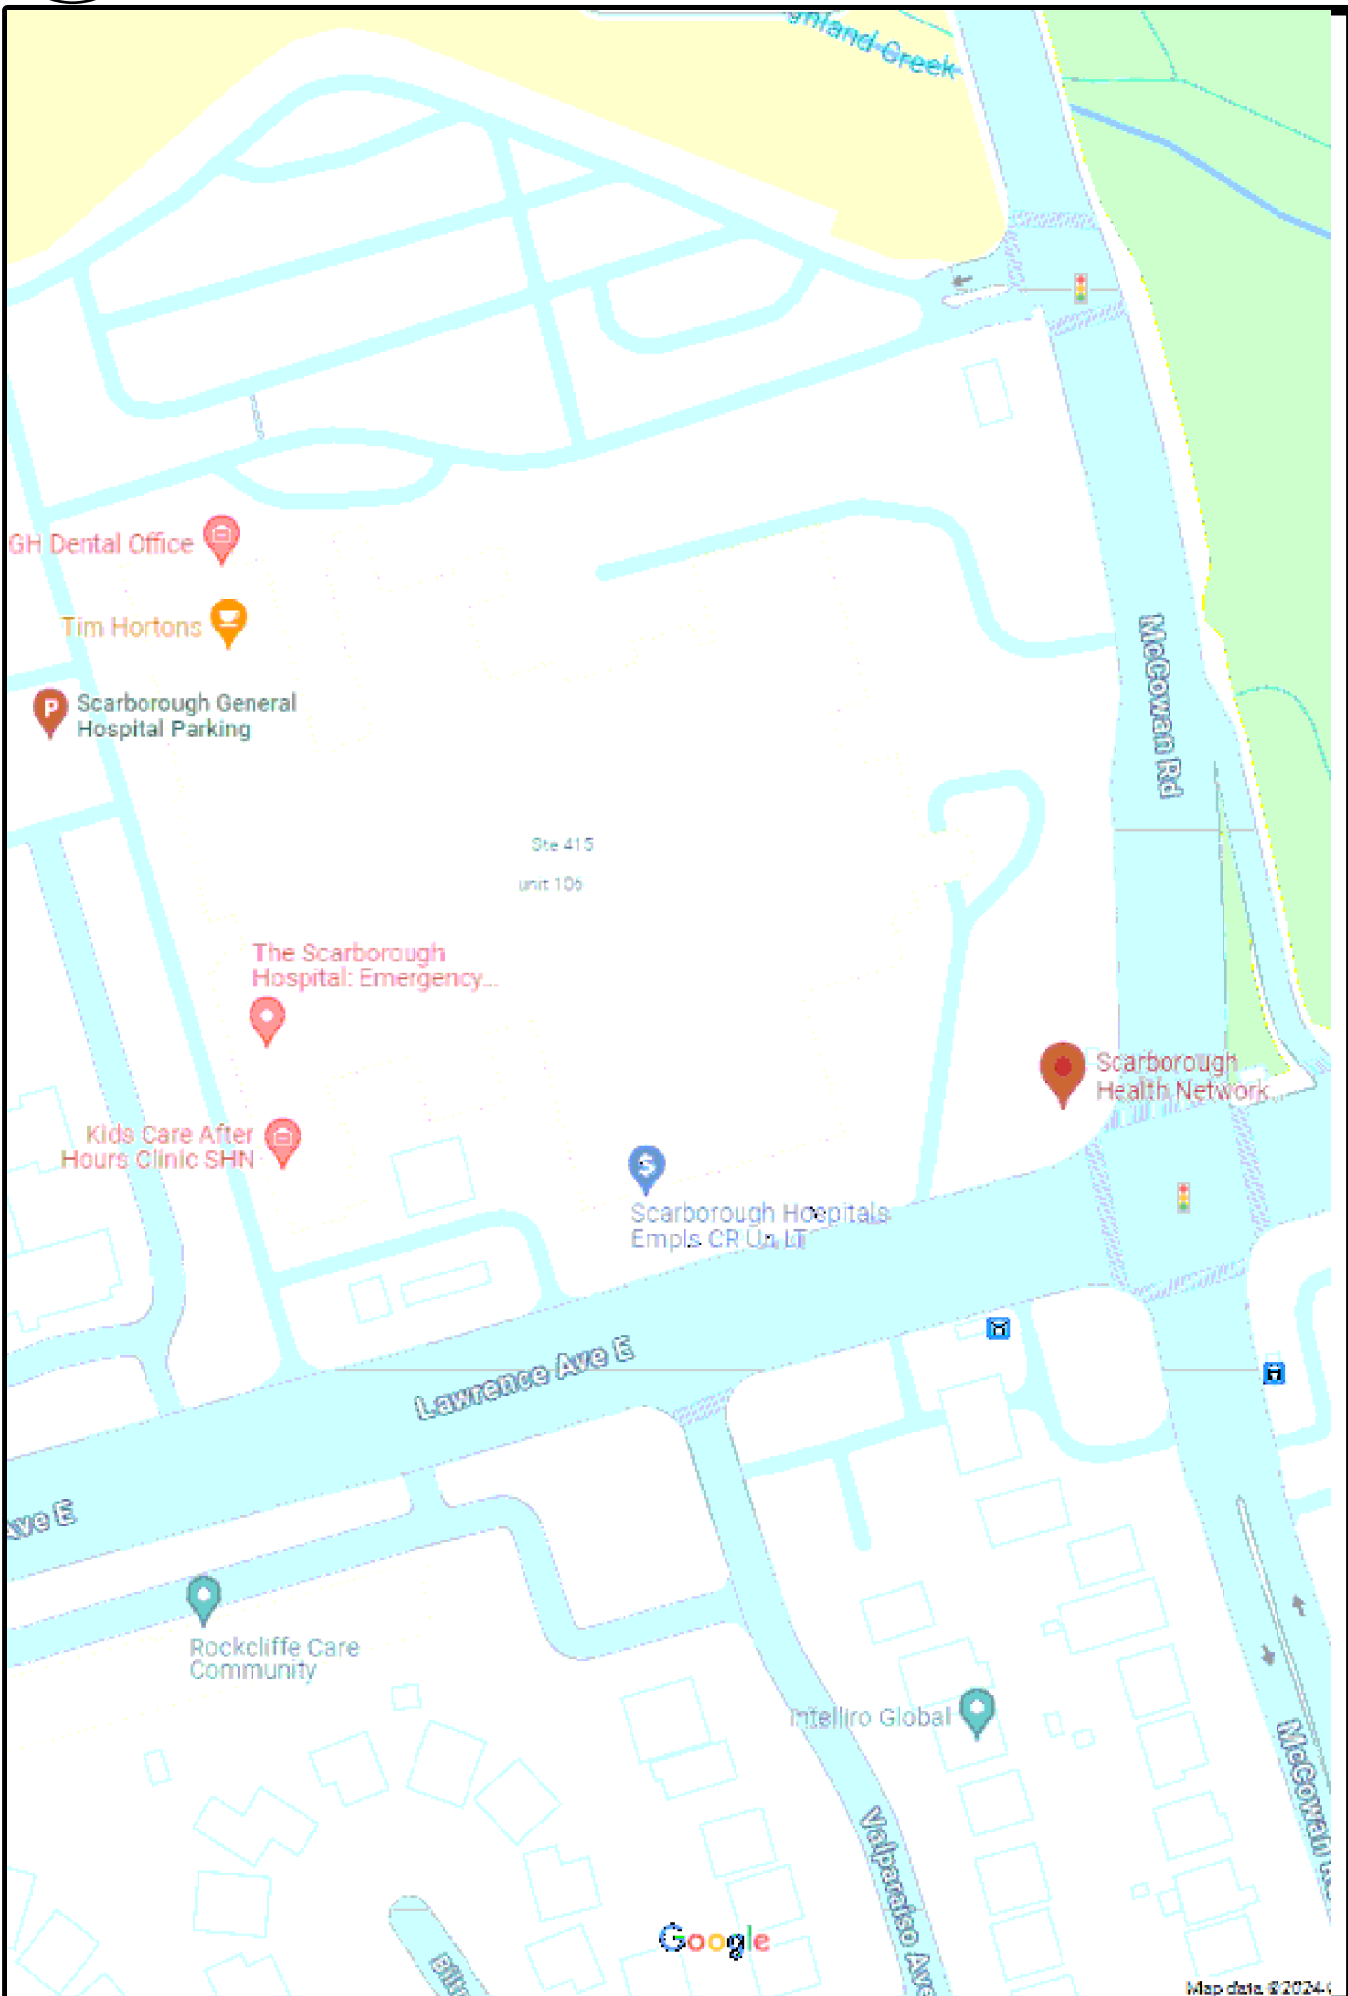 Creek
GH Dental Office
Tim Hortons
P
Scarborough General
Hospital Parking
McCowan Rd
Ste 415
unit 106
The Scarborough
Hospital: Emergency...
Scarborough
Health Network...
Kids Care After
Hours Clinic SHN
$
Scarborough Hospitals
Empls CR Un LT
Lawrence Ave E
Ave E
Rockcliffe Care
Community
Intelliro Global
McCowan
Valparaiso Ave
Google
Map data ©2024